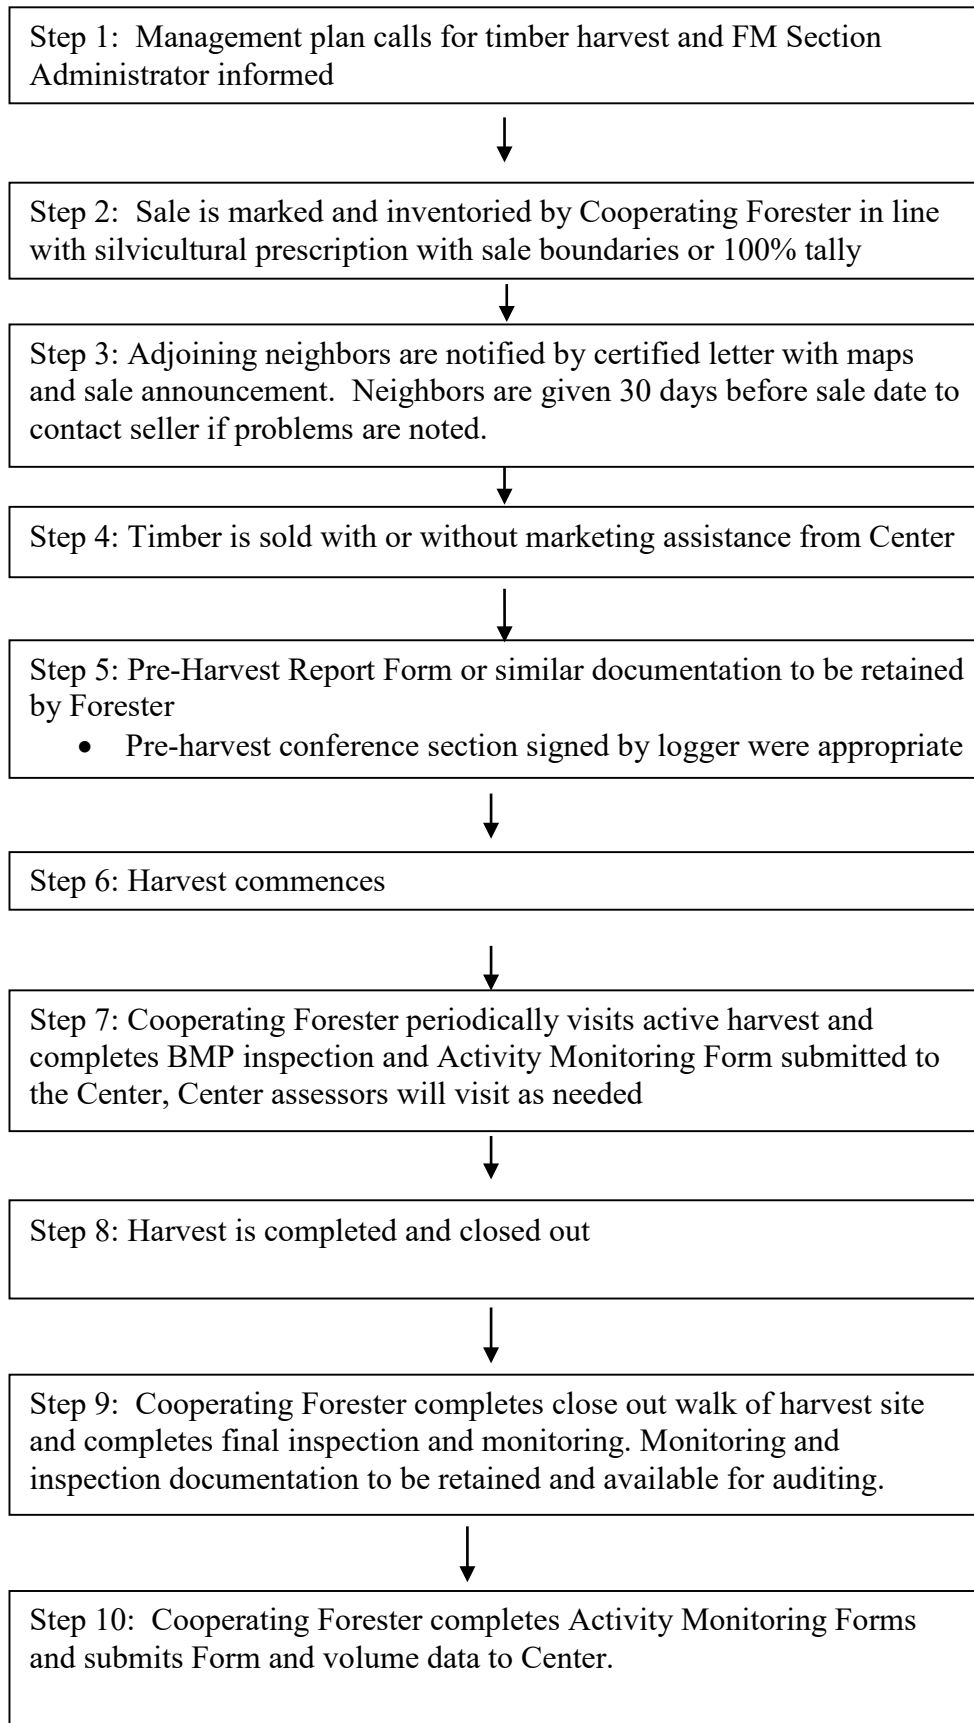 Step 1:  Management plan calls for timber harvest and FM Section
Administrator informed
Step 2:  Sale is marked and inventoried by Cooperating Forester in line
with silvicultural prescription with sale boundaries or 100% tally
Step 3: Adjoining neighbors are notified by certified letter with maps
and sale announcement.  Neighbors are given 30 days before sale date to
contact seller if problems are noted.
Step 4: Timber is sold with or without marketing assistance from Center
Step 5: Pre-Harvest Report Form or similar documentation to be retained
by Forester
• Pre-harvest conference section signed by logger were appropriate
Step 6: Harvest commences
Step 7: Cooperating Forester periodically visits active harvest and
completes BMP inspection and Activity Monitoring Form submitted to
the Center, Center assessors will visit as needed
Step 8: Harvest is completed and closed out
Step 9:  Cooperating Forester completes close out walk of harvest site
and completes final inspection and monitoring. Monitoring and
inspection documentation to be retained and available for auditing.
Step 10:  Cooperating Forester completes Activity Monitoring Forms
and submits Form and volume data to Center.